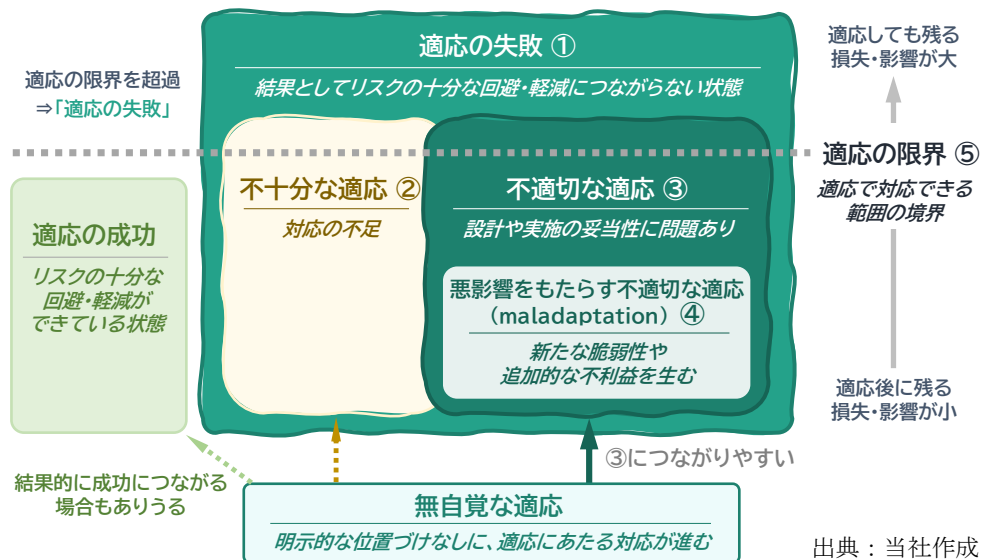 適応の失敗 ①
結果としてリスクの十分な回避・軽減につながらない状態
適応の限界を超過
⇒「適応の失敗」
適応しても残る
損失・影響が大
適応の限界 ⑤
適応で対応できる
範囲の境界
適応の成功
リスクの十分な
回避・軽減が
できている状態
不十分な適応 ②
対応の不足
不適切な適応 ③
設計や実施の妥当性に問題あり
悪影響をもたらす不適切な適応
(maladaptation) ④
新たな脆弱性や
追加的な不利益を生む
適応後に残る
損失・影響が小
③につながりやすい
結果的に成功につながる
場合もありうる
無自覚な適応
明示的な位置づけなしに、適応にあたる対応が進む
出典：当社作成